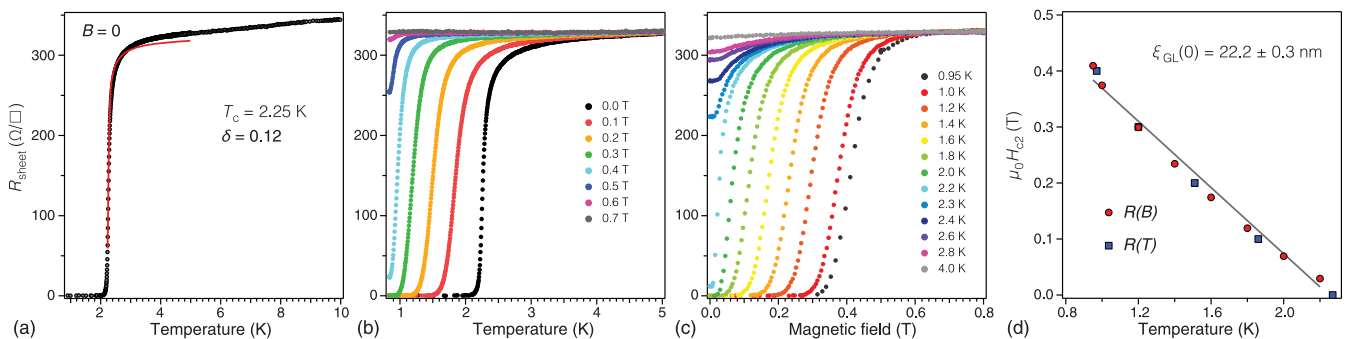 B = 0
T_c = 2.25 K
δ = 0.12
R_sheet (Ω/□)
300
200
100
0
2
4
6
8
10
(a)
Temperature (K)
300
200
100
0
1
2
3
4
5
0.0 T
0.1 T
0.2 T
0.3 T
0.4 T
0.5 T
0.6 T
0.7 T
(b)
Temperature (K)
300
200
100
0
0.0
0.2
0.4
0.6
0.8
0.95 K
1.0 K
1.2 K
1.4 K
1.6 K
1.8 K
2.0 K
2.2 K
2.3 K
2.4 K
2.6 K
2.8 K
4.0 K
(c)
Magnetic field (T)
ξ_GL(0) = 22.2 ± 0.3 nm
μ₀H_c2 (T)
0.5
0.4
0.3
0.2
0.1
0.0
R(B)
R(T)
0.8
1.2
1.6
2.0
(d)
Temperature (K)